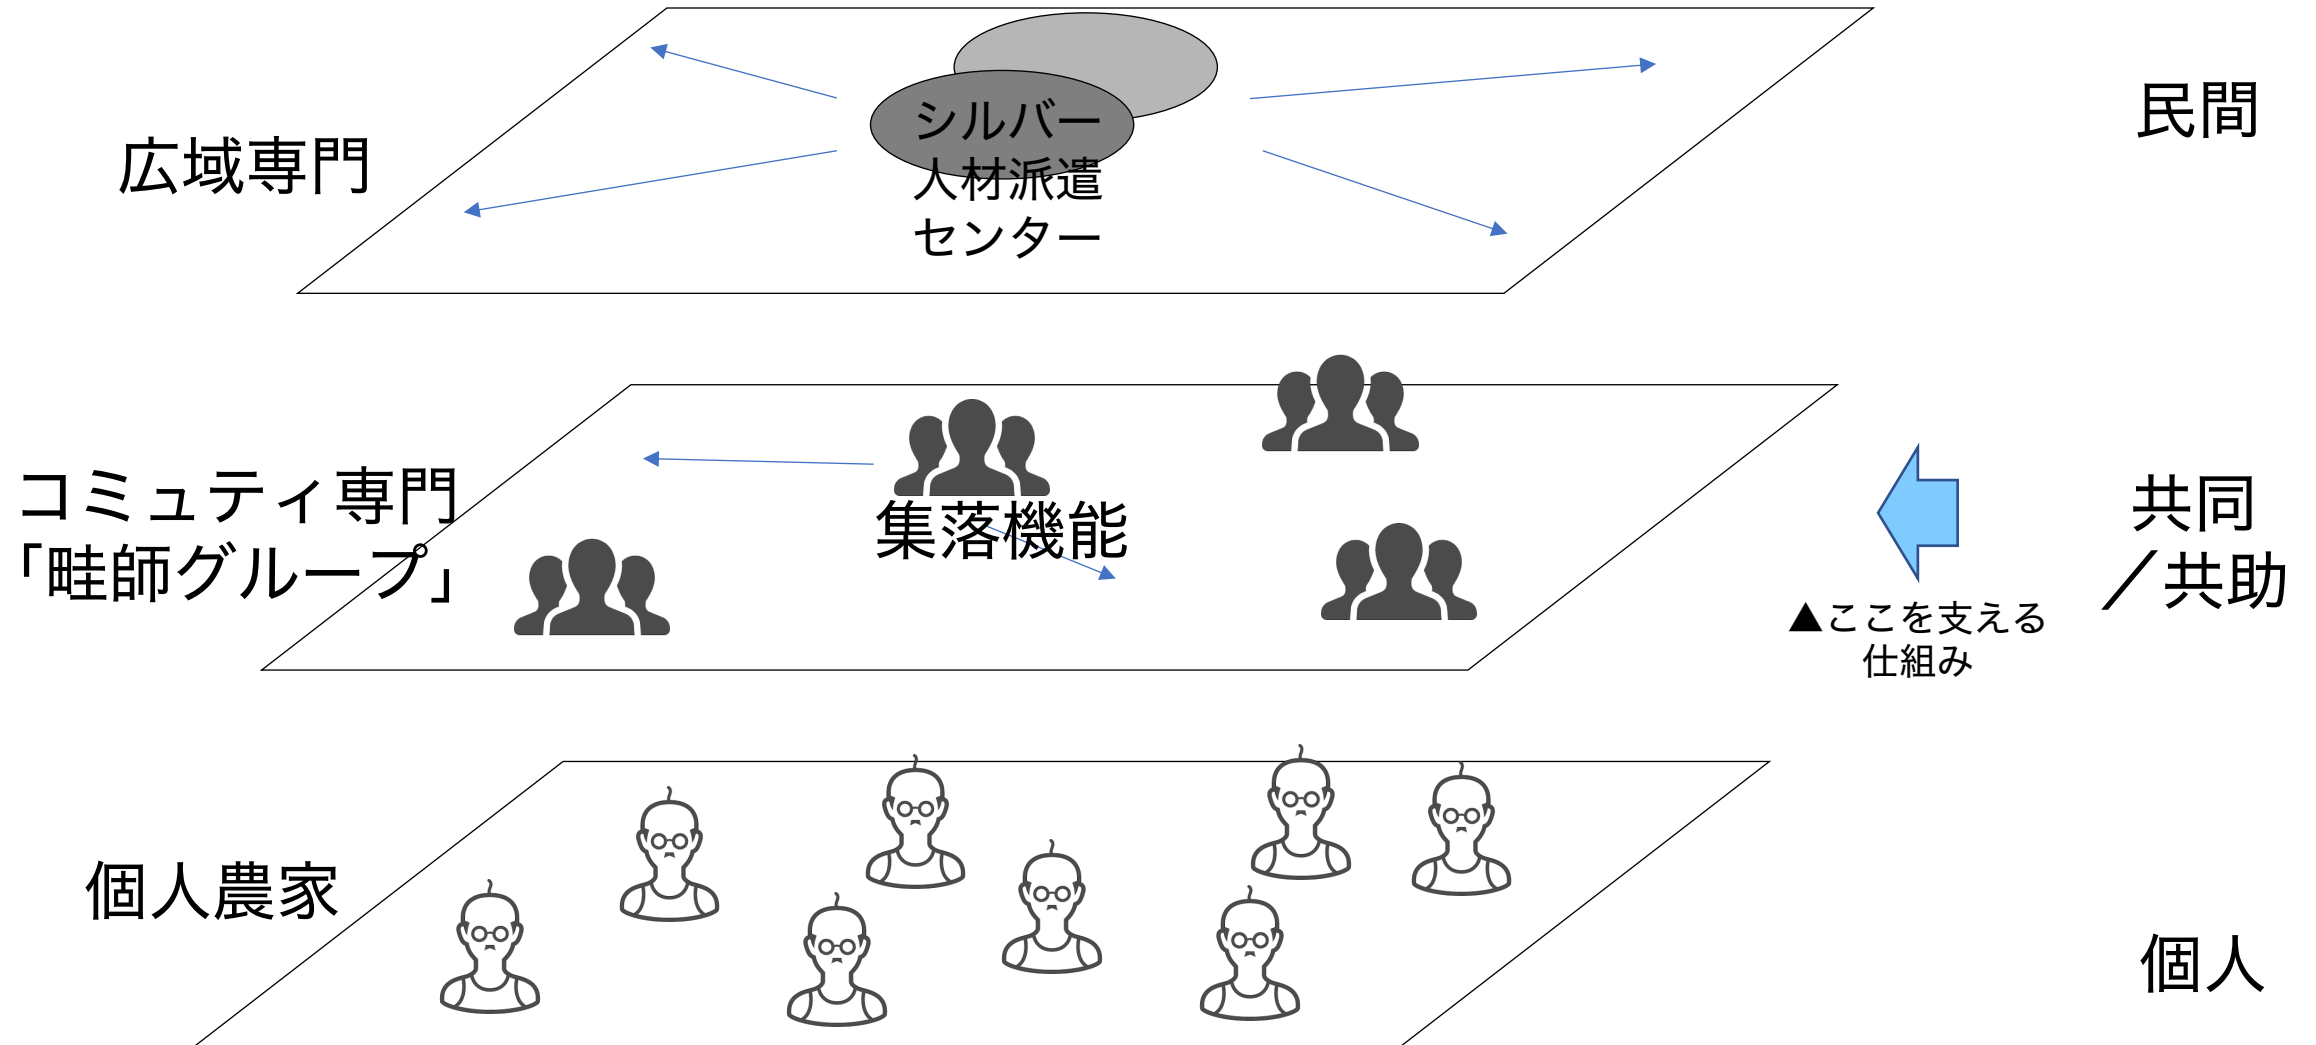 シルバー
人材派遣
センター
広域専門
民間
コミュティ専門
「畦師グループ」
集落機能
共同
／共助
▲ここを支える
仕組み
個人農家
個人